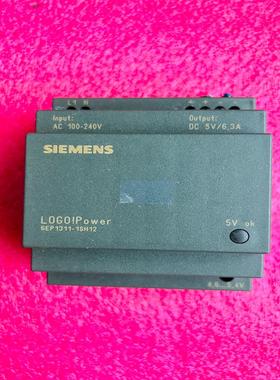 L1 N
+ + - -
Input:
AC 100-240V
Output:
DC 5V/6,3A
SIEMENS
LOGO!Power
6EP1311-1SH12
5V ok